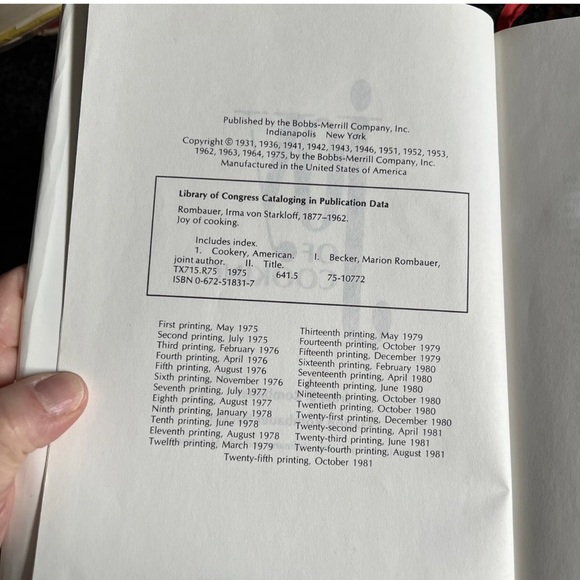 Published by the Bobbs-Merrill Company, Inc.
Indianapolis New York
Copyright © 1931, 1936, 1941, 1942, 1943, 1946, 1951, 1952, 1953,
1962, 1963, 1964, 1975, by the Bobbs-Merrill Company, Inc.
Manufactured in the United States of America
Library of Congress Cataloging in Publication Data
Rombauer, Irma von Starkloff, 1877–1962.
Joy of cooking.
Includes index.
1. Cookery, American. I. Becker, Marion Rombauer,
joint author. II. Title.
TX715.R75 1975 641.5 75-10772
ISBN 0-672-51831-7
First printing, May 1975
Second printing, July 1975
Third printing, February 1976
Fourth printing, April 1976
Fifth printing, August 1976
Sixth printing, November 1976
Seventh printing, July 1977
Eighth printing, August 1977
Ninth printing, January 1978
Tenth printing, June 1978
Eleventh printing, August 1978
Twelfth printing, March 1979
Thirteenth printing, May 1979
Fourteenth printing, October 1979
Fifteenth printing, December 1979
Sixteenth printing, February 1980
Seventeenth printing, April 1980
Eighteenth printing, June 1980
Nineteenth printing, October 1980
Twentieth printing, October 1980
Twenty-first printing, December 1980
Twenty-second printing, April 1981
Twenty-third printing, June 1981
Twenty-fourth printing, August 1981
Twenty-fifth printing, October 1981